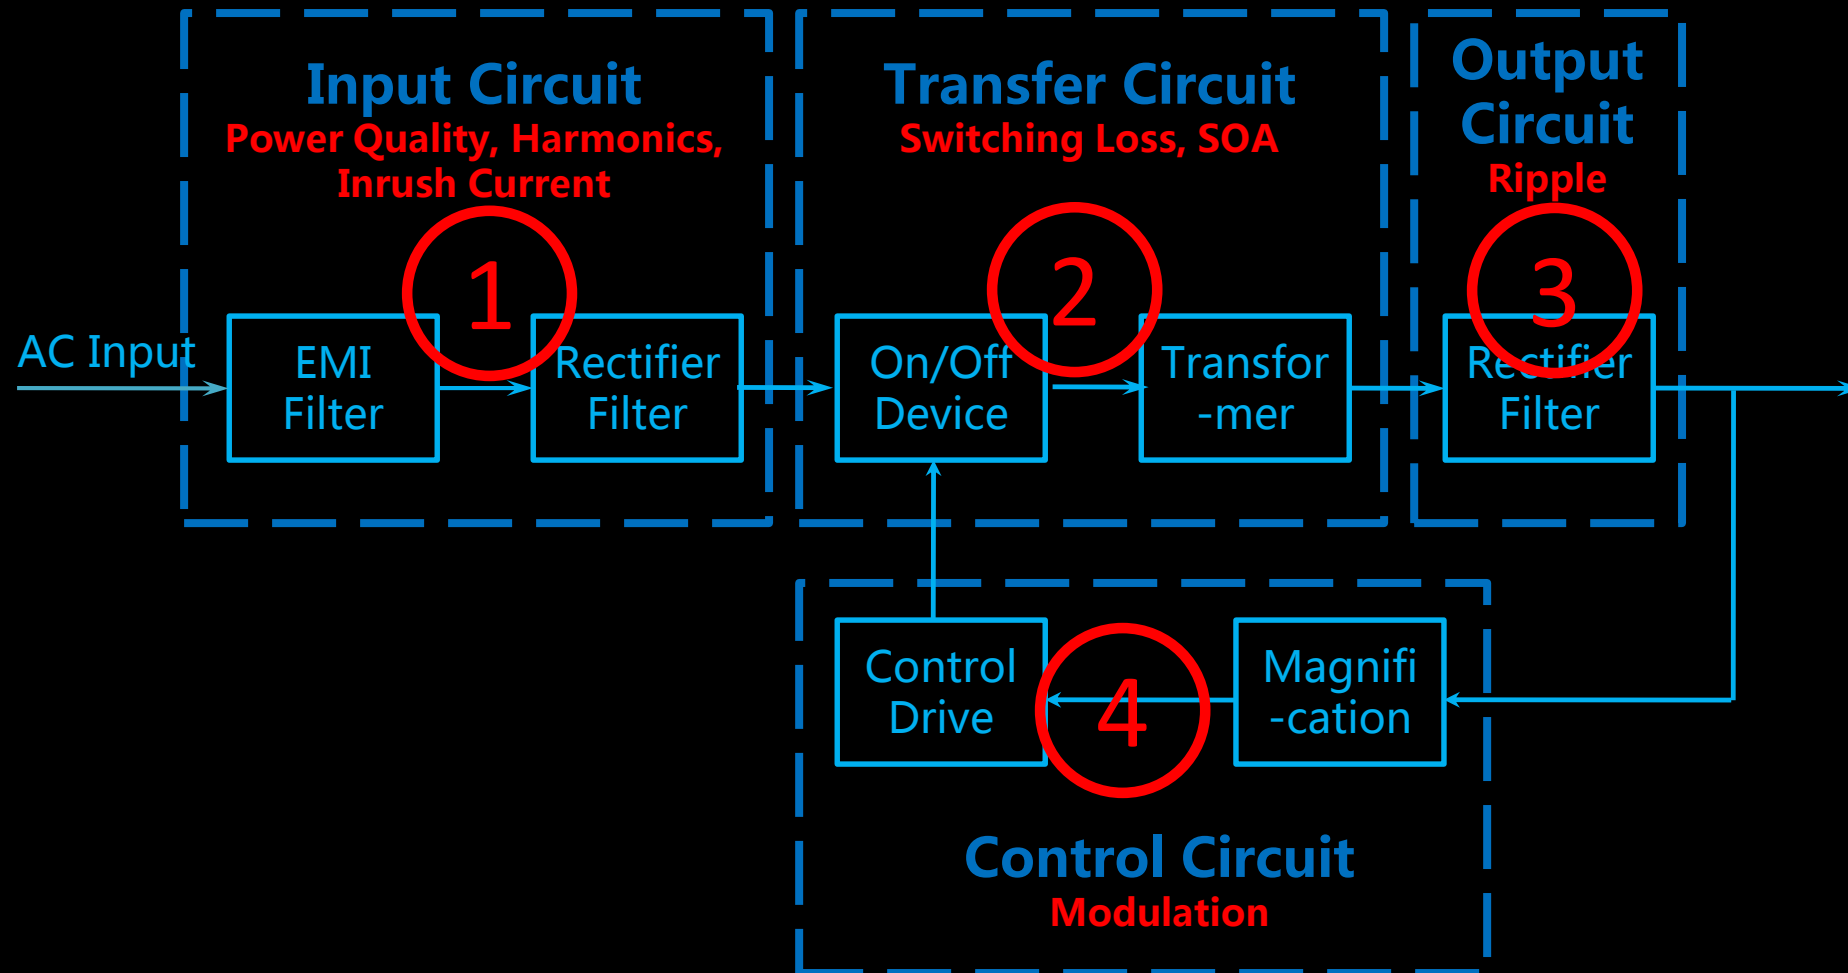 Input Circuit
Power Quality, Harmonics,
Inrush Current
1
Transfer Circuit
Switching Loss, SOA
2
Output
Circuit
Ripple
3
AC Input
EMI
Filter
Rectifier
Filter
On/Off
Device
Transfor
-mer
Rectifier
Filter
Control
Drive
4
Magnifi
-cation
Control Circuit
Modulation